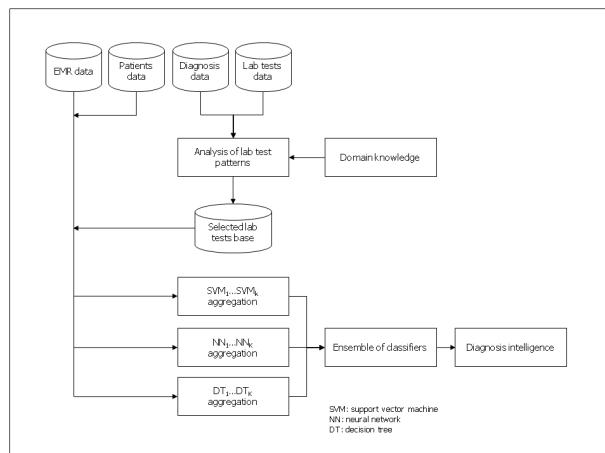 EMR data
Patients
data
Diagnosis
data
Lab tests
data
Analysis of lab test
patterns
Domain knowledge
Selected lab
tests base
SVM₁...SVMₖ
aggregation
NN₁...NN_K
aggregation
Ensemble of classifiers
Diagnosis intelligence
DT₁...DT_K
aggregation
SVM: support vector machine
NN: neural network
DT: decision tree